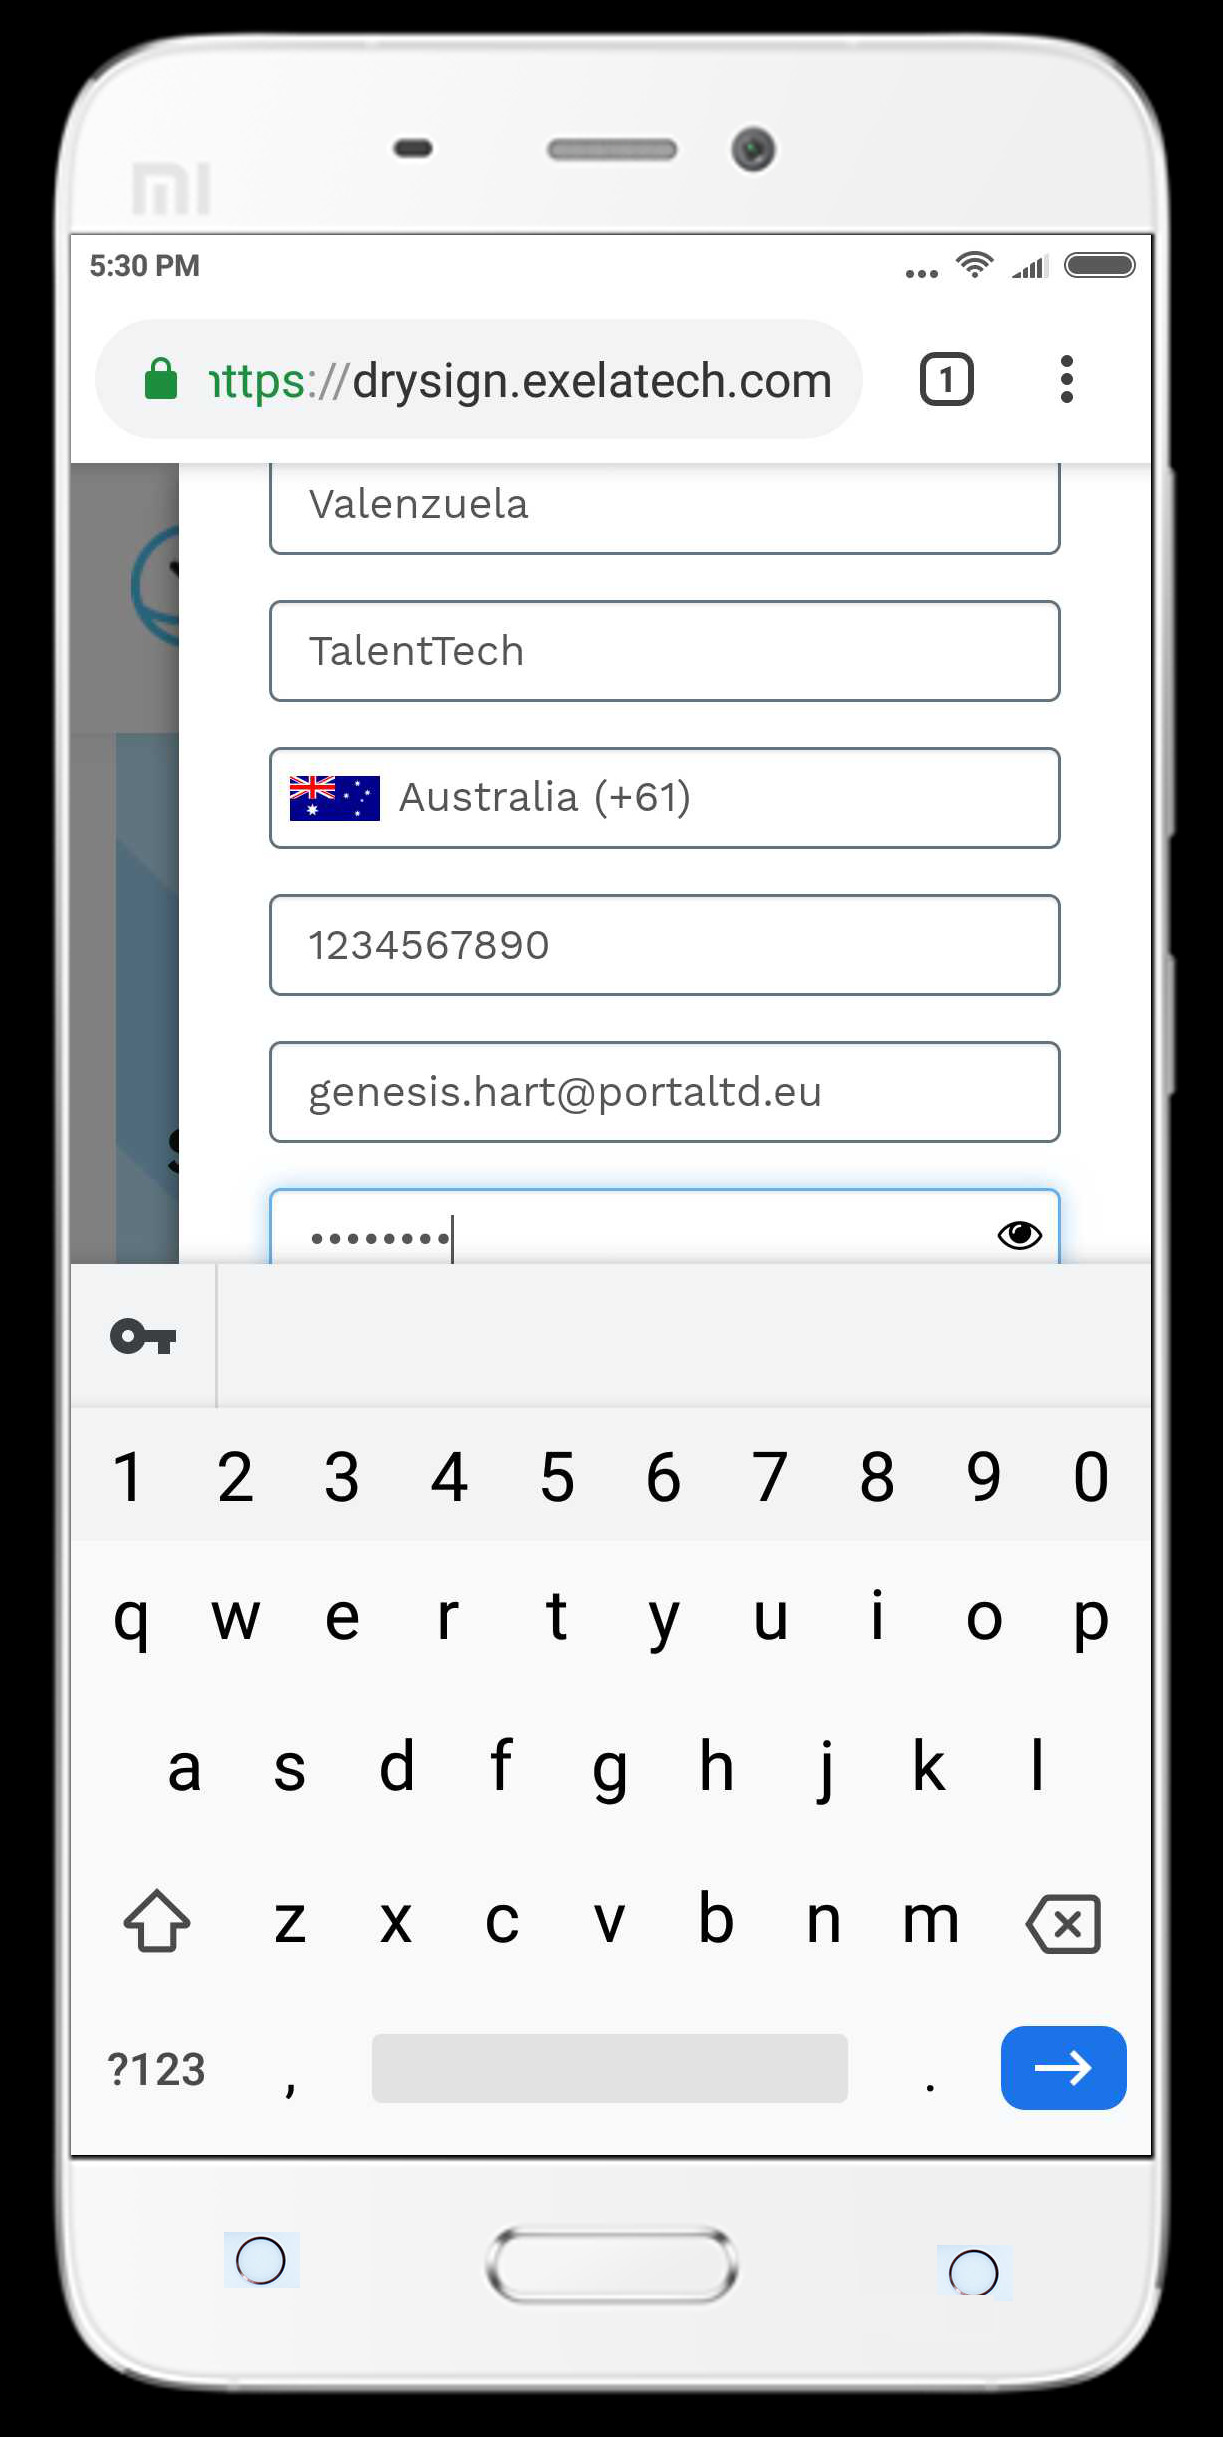 mi
5:30 PM
https://drysign.exelatech.com
1
Valenzuela
TalentTech
Australia (+61)
1234567890
genesis.hart@portaltd.eu
••••••••
1 2 3 4 5 6 7 8 9 0
q w e r t y u i o p
a s d f g h j k l
z x c v b n m
?123 , .